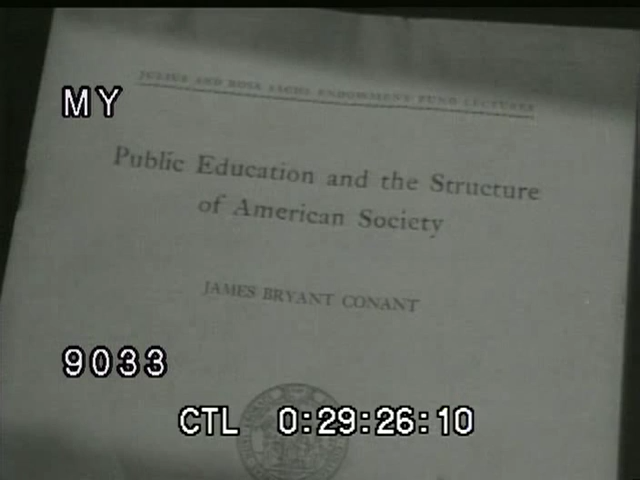 JULIUS AND ROSA SACHS ENDOWMENT FUND LECTURES
MY
Public Education and the Structure
of American Society
JAMES BRYANT CONANT
9033
CTL 0:29:26:10